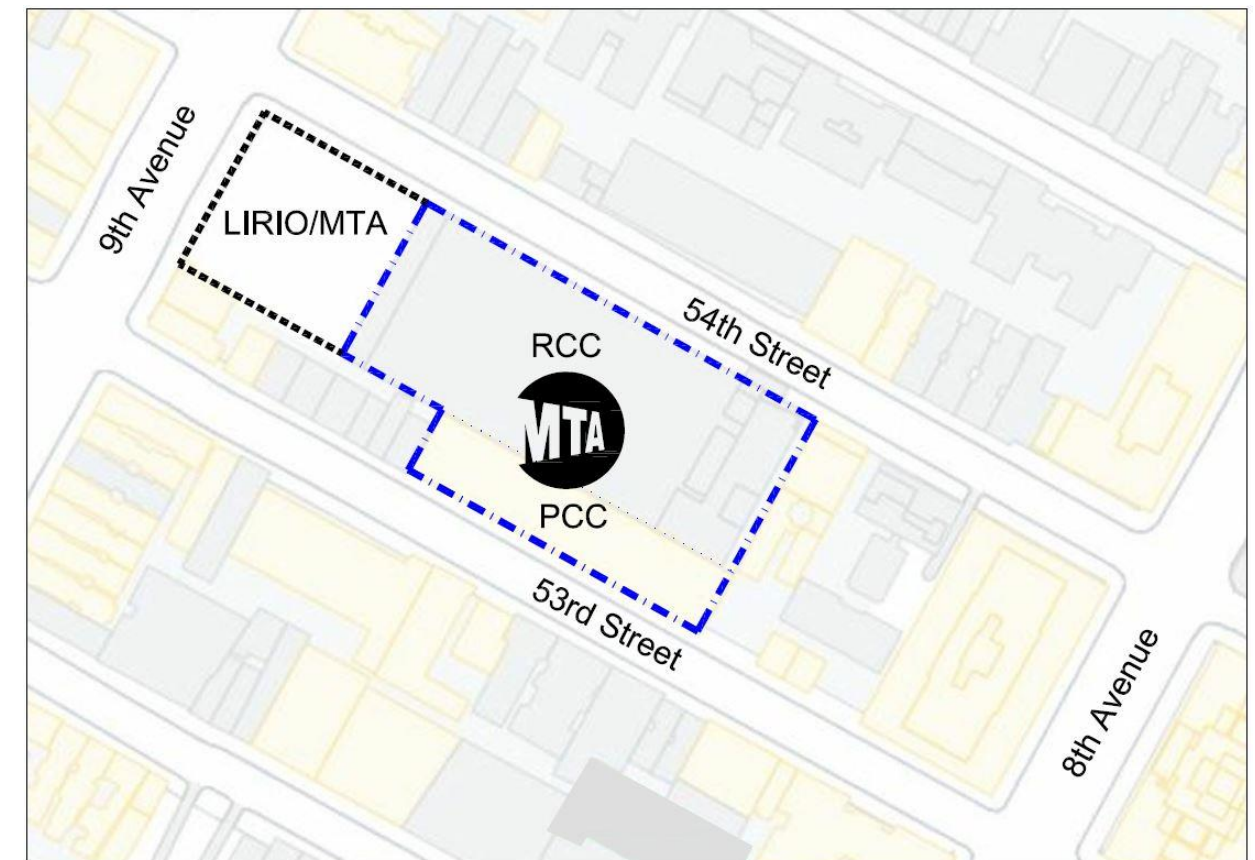 9th Avenue
LIRIO/MTA
54th Street
RCC
MTA
PCC
53rd Street
8th Avenue